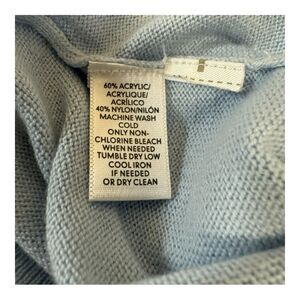 60% ACRYLIC/
ACRYLIQUE/
ACRÍLICO
40% NYLON/NILÓN
MACHINE WASH
COLD
ONLY NON-
CHLORINE BLEACH
WHEN NEEDED
TUMBLE DRY LOW
COOL IRON
IF NEEDED
OR DRY CLEAN